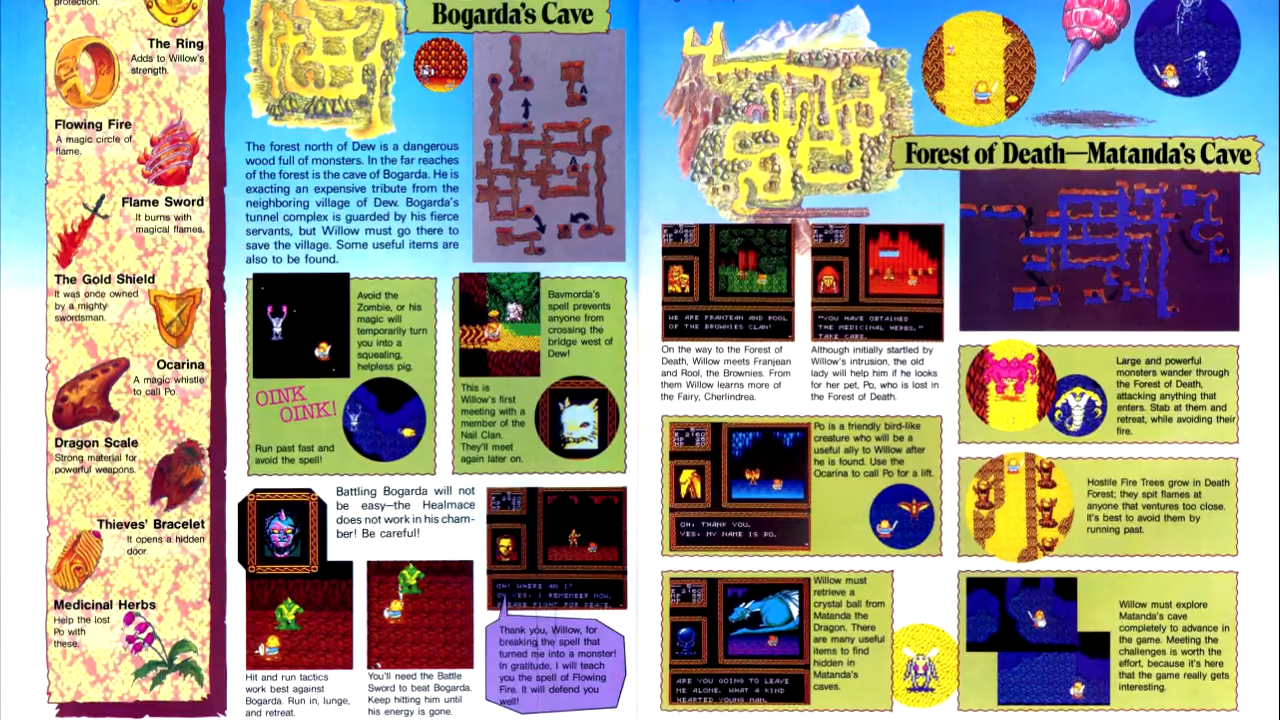 protection.
The Ring
Adds to Willow's
strength.
Flowing Fire
A magic circle of
flame.
Flame Sword
It burns with
magical flames.
The Gold Shield
It was once owned
by a mighty
swordsman.
Ocarina
A magic whistle
to call Po.
Dragon Scale
Strong material for
powerful weapons.
Thieves' Bracelet
It opens a hidden
door.
Medicinal Herbs
Help the lost
Po with
these.
Bogarda's Cave
The forest north of Dew is a dangerous
wood full of monsters. In the far reaches
of the forest is the cave of Bogarda. He is
exacting an expensive tribute from the
neighboring village of Dew. Bogarda's
tunnel complex is guarded by his fierce
servants, but Willow must go there to
save the village. Some useful items are
also to be found.
Avoid the
Zombie, or his
magic will
temporarily turn
you into a
squealing,
helpless pig.
OINK
OINK!
Run past fast and
avoid the spell!
Bavmorda's
spell prevents
anyone from
crossing the
bridge west of
Dew!
This is
Willow's first
meeting with a
member of the
Nail Clan.
They'll meet
again later on.
Battling Bogarda will not
be easy—the Healmace
does not work in his cham-
ber! Be careful!
Hit and run tactics
work best against
Bogarda. Run in, lunge,
and retreat.
You'll need the Battle
Sword to beat Bogarda.
Keep hitting him until
his energy is gone.
OH! WHERE AM I?
OH YES, I REMEMBER NOW.
PLEASE FIGHT FOR PEACE.
Thank you, Willow, for
breaking the spell that
turned me into a monster!
In gratitude, I will teach
you the spell of Flowing
Fire. It will defend you
well!
Forest of Death—Matanda's Cave
WE ARE FRANJEAN AND ROOL
OF THE BROWNIES CLAN!
On the way to the Forest of
Death, Willow meets Franjean
and Rool, the Brownies. From
them Willow learns more of
the Fairy, Cherlindrea.
"YOU HAVE OBTAINED
THE MEDICINAL HERBS."
TAKE CARE.
Although initially startled by
Willow's intrusion, the old
lady will help him if he looks
for her pet, Po, who is lost in
the Forest of Death.
OH, THANK YOU.
YES, MY NAME IS PO.
Po is a friendly bird-like
creature who will be a
useful ally to Willow after
he is found. Use the
Ocarina to call Po for a lift.
ARE YOU GOING TO LEAVE
ME ALONE, WHAT A KIND
HEARTED YOUNG MAN.
Willow must
retrieve a
crystal ball from
Matanda the
Dragon. There
are many useful
items to find
hidden in
Matanda's
caves.
Large and powerful
monsters wander through
the Forest of Death,
attacking anything that
enters. Stab at them and
retreat, while avoiding their
fire.
Hostile Fire Trees grow in Death
Forest; they spit flames at
anyone that ventures too close.
It's best to avoid them by
running past.
Willow must explore
Matanda's cave
completely to advance in
the game. Meeting the
challenges is worth the
effort, because it's here
that the game really gets
interesting.